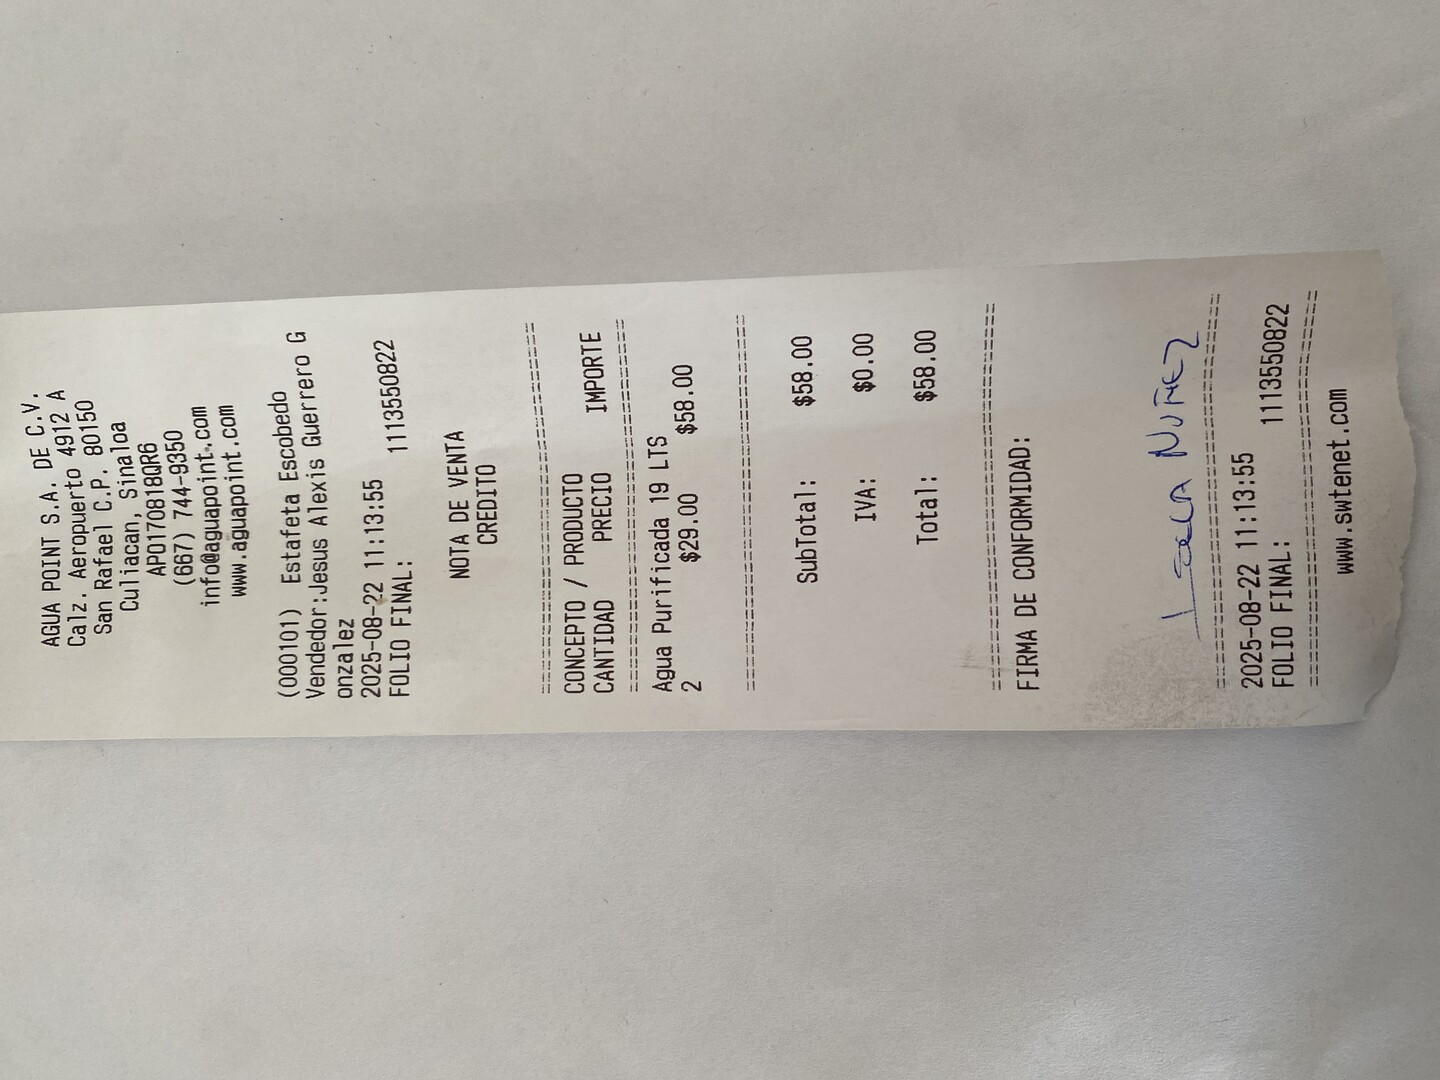 AGUA POINT S.A. DE C.V.
Calz. Aeropuerto 4912 A
San Rafael C.P. 80150
Culiacan, Sinaloa
APO170818QR6
(667) 744-9350
info@aguapoint.com
www.aguapoint.com
(000101) Estafeta Escobedo
Vendedor:Jesus Alexis Guerrero G
onzalez
2025-08-22 11:13:55
FOLIO FINAL: 1113550822
NOTA DE VENTA
CREDITO
================================
CONCEPTO / PRODUCTO
CANTIDAD PRECIO IMPORTE
================================
Agua Purificada 19 LTS
2 $29.00 $58.00
================================
SubTotal: $58.00
IVA: $0.00
Total: $58.00
================================
FIRMA DE CONFORMIDAD:
NUÑEZ
================================
2025-08-22 11:13:55
FOLIO FINAL: 1113550822
================================
www.swtenet.com